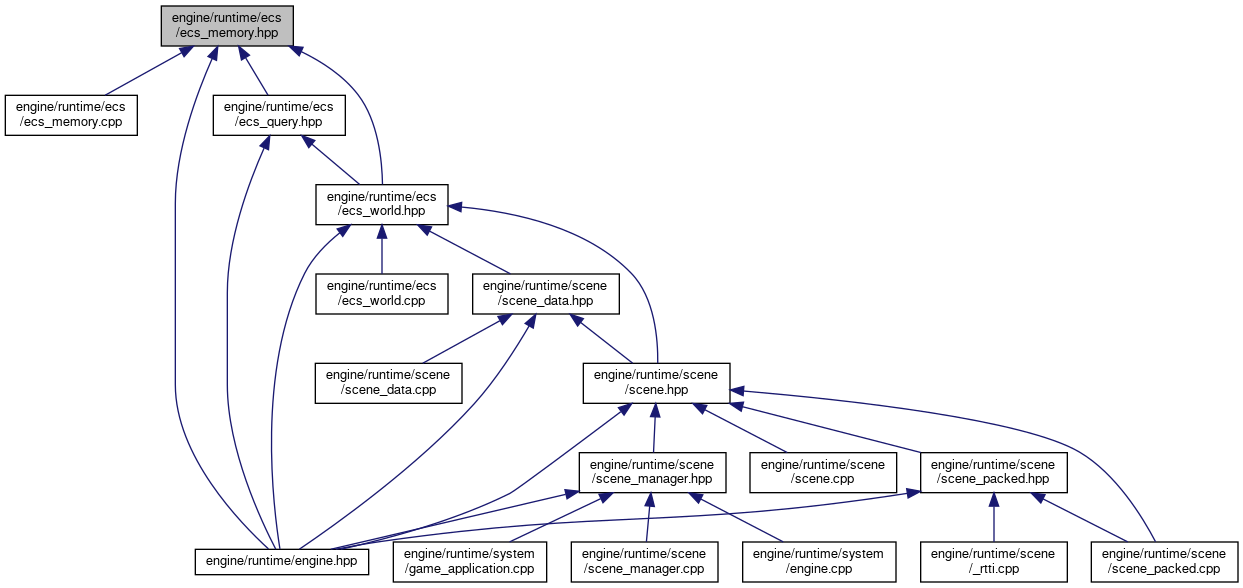 engine/runtime/ecs
/ecs_memory.hpp
engine/runtime/ecs
/ecs_memory.cpp
engine/runtime/ecs
/ecs_query.hpp
engine/runtime/ecs
/ecs_world.hpp
engine/runtime/ecs
/ecs_world.cpp
engine/runtime/scene
/scene_data.hpp
engine/runtime/scene
/scene_data.cpp
engine/runtime/scene
/scene.hpp
engine/runtime/scene
/scene_manager.hpp
engine/runtime/scene
/scene.cpp
engine/runtime/scene
/scene_packed.hpp
engine/runtime/engine.hpp
engine/runtime/system
/game_application.cpp
engine/runtime/scene
/scene_manager.cpp
engine/runtime/system
/engine.cpp
engine/runtime/scene
/_rtti.cpp
engine/runtime/scene
/scene_packed.cpp